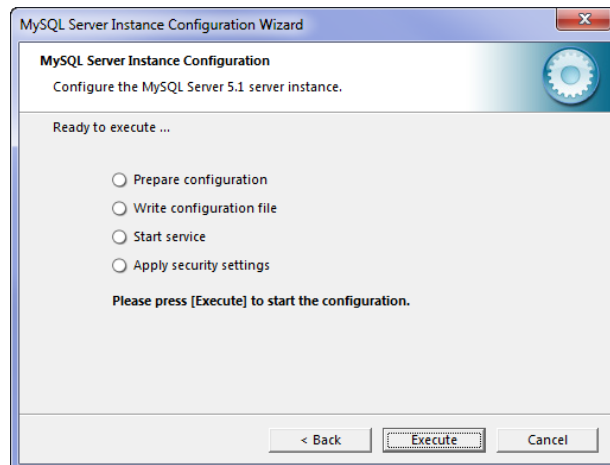 MySQL Server Instance Configuration Wizard
MySQL Server Instance Configuration
Configure the MySQL Server 5.1 server instance.
Ready to execute ...
Prepare configuration
Write configuration file
Start service
Apply security settings
Please press [Execute] to start the configuration.
< Back Execute Cancel